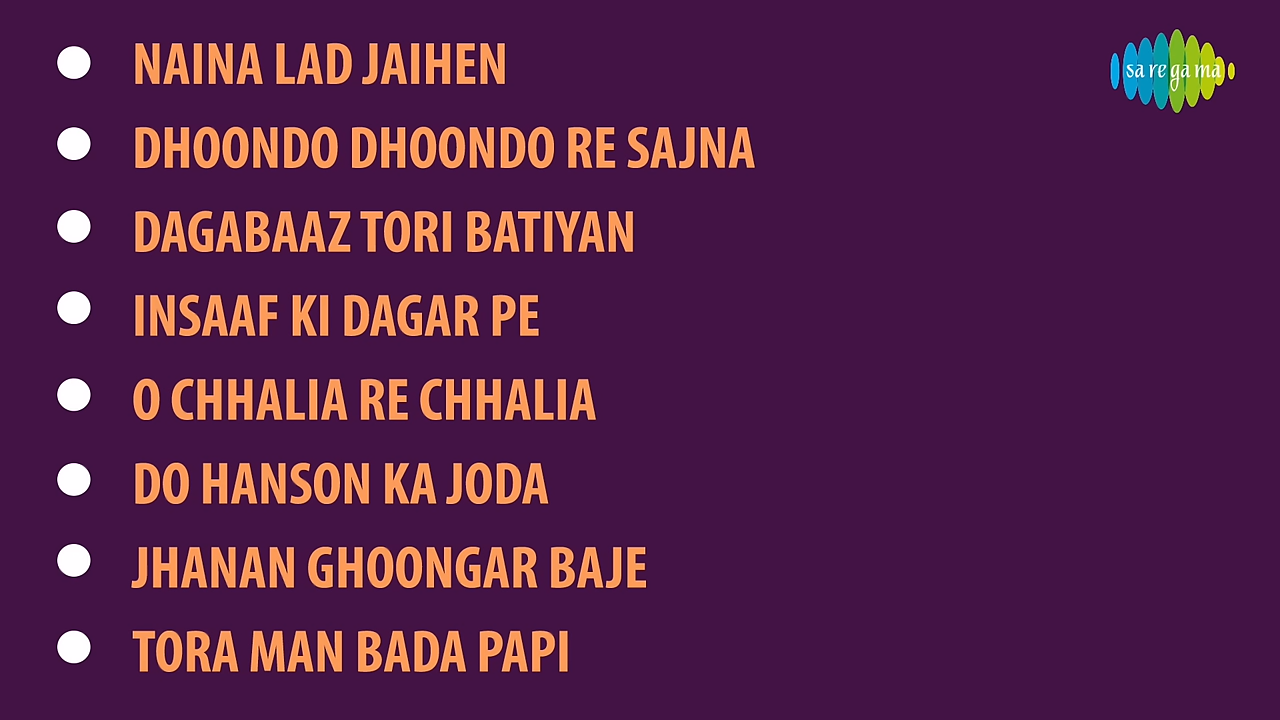 NAINA LAD JAIHEN
sa re ga ma
DHOONDO DHOONDO RE SAJNA
DAGABAAZ TORI BATIYAN
INSAAF KI DAGAR PE
O CHHALIA RE CHHALIA
DO HANSON KA JODA
JHANAN GHOONGAR BAJE
TORA MAN BADA PAPI